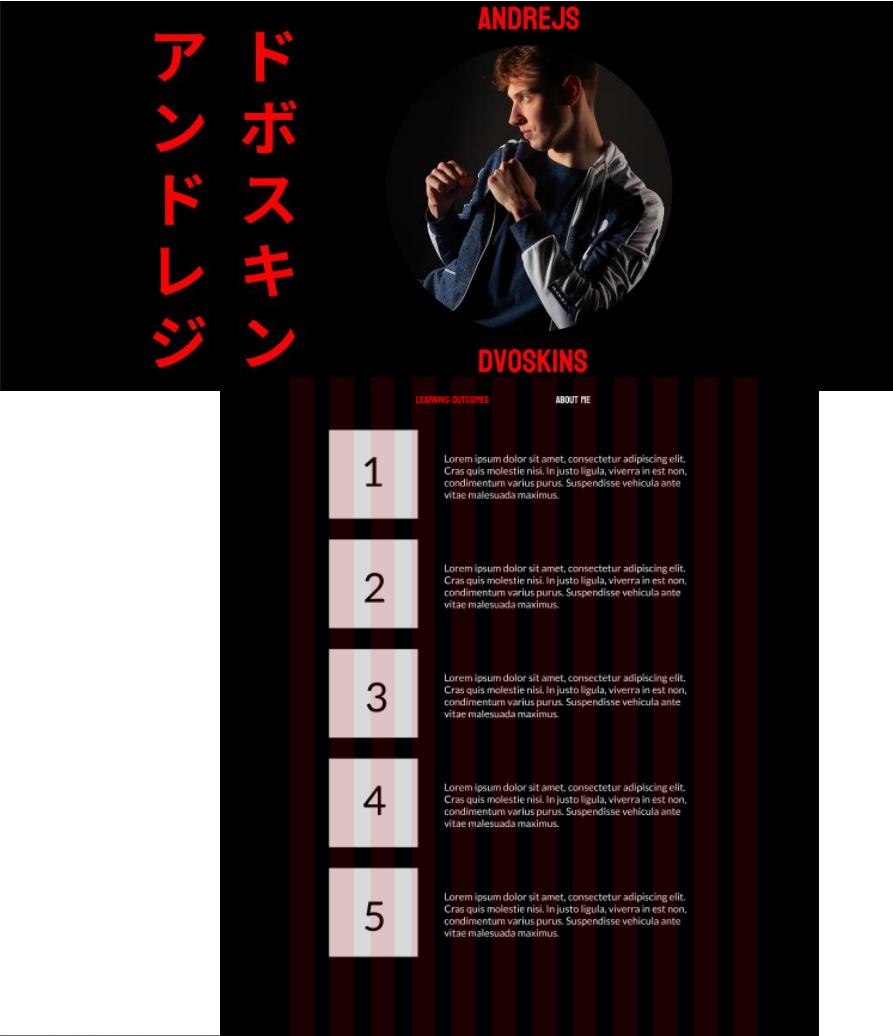 アンドレジ
ドボスキン
ANDREJS
DVOSKINS
LEARNING OUTCOMES
ABOUT ME
1
Lorem ipsum dolor sit amet, consectetur adipiscing elit.
Cras quis molestie nisi. In justo ligula, viverra in est non,
condimentum varius purus. Suspendisse vehicula ante
vitae malesuada maximus.
2
Lorem ipsum dolor sit amet, consectetur adipiscing elit.
Cras quis molestie nisi. In justo ligula, viverra in est non,
condimentum varius purus. Suspendisse vehicula ante
vitae malesuada maximus.
3
Lorem ipsum dolor sit amet, consectetur adipiscing elit.
Cras quis molestie nisi. In justo ligula, viverra in est non,
condimentum varius purus. Suspendisse vehicula ante
vitae malesuada maximus.
4
Lorem ipsum dolor sit amet, consectetur adipiscing elit.
Cras quis molestie nisi. In justo ligula, viverra in est non,
condimentum varius purus. Suspendisse vehicula ante
vitae malesuada maximus.
5
Lorem ipsum dolor sit amet, consectetur adipiscing elit.
Cras quis molestie nisi. In justo ligula, viverra in est non,
condimentum varius purus. Suspendisse vehicula ante
vitae malesuada maximus.